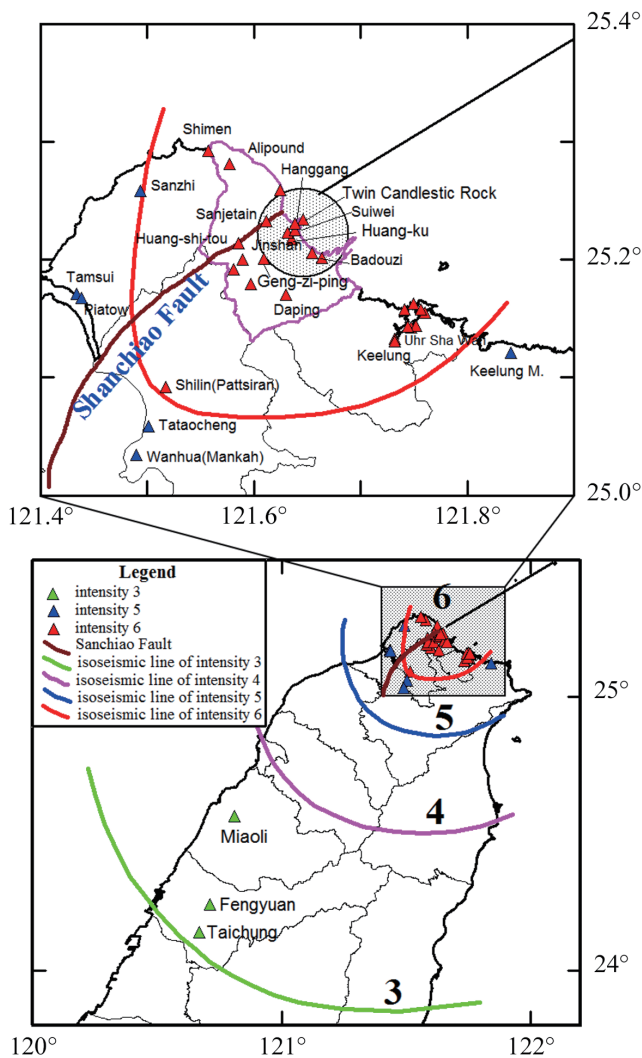 25.4°
Shimen
Alipound
Hanggang
Sanzhi
Twin Candlestic Rock
Sanjetain
Suiwei
Huang-shi-tou
Jinshan
Huang-ku
25.2°
Badouzi
Tamsui
Geng-zi-ping
Piatow
Daping
Shanchiao Fault
Uhr Sha Wan
Keelung
Keelung M.
Shilin(Pattsiran)
Tataocheng
Wanhua(Mankah)
25.0°
121.4°
121.6°
121.8°
Legend
intensity 3
intensity 5
intensity 6
Sanchiao Fault
isoseismic line of intensity 3
isoseismic line of intensity 4
isoseismic line of intensity 5
isoseismic line of intensity 6
6
25°
5
4
Miaoli
Fengyuan
Taichung
24°
3
120°
121°
122°